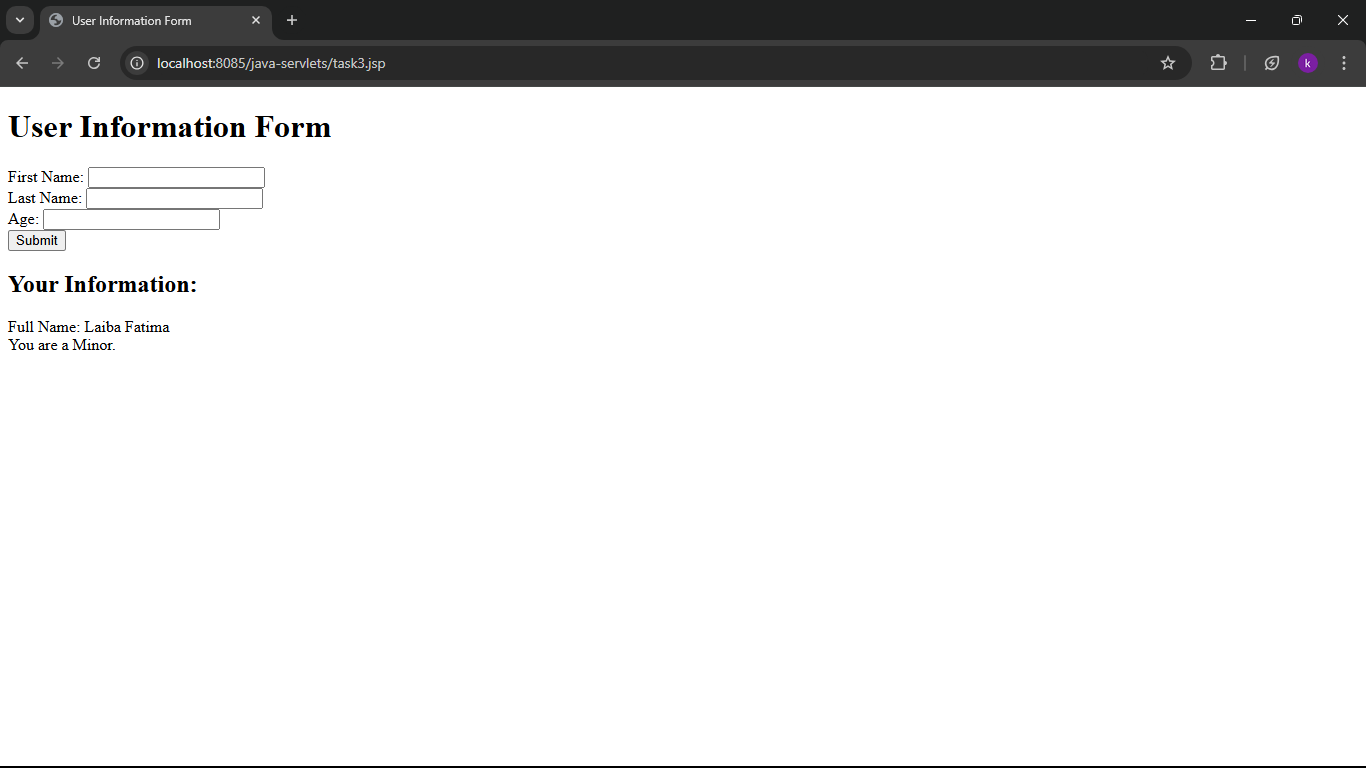 User Information Form
localhost:8085/java-servlets/task3.jsp
k
User Information Form
First Name:
Last Name:
Age:
Submit
Your Information:
Full Name: Laiba Fatima
You are a Minor.